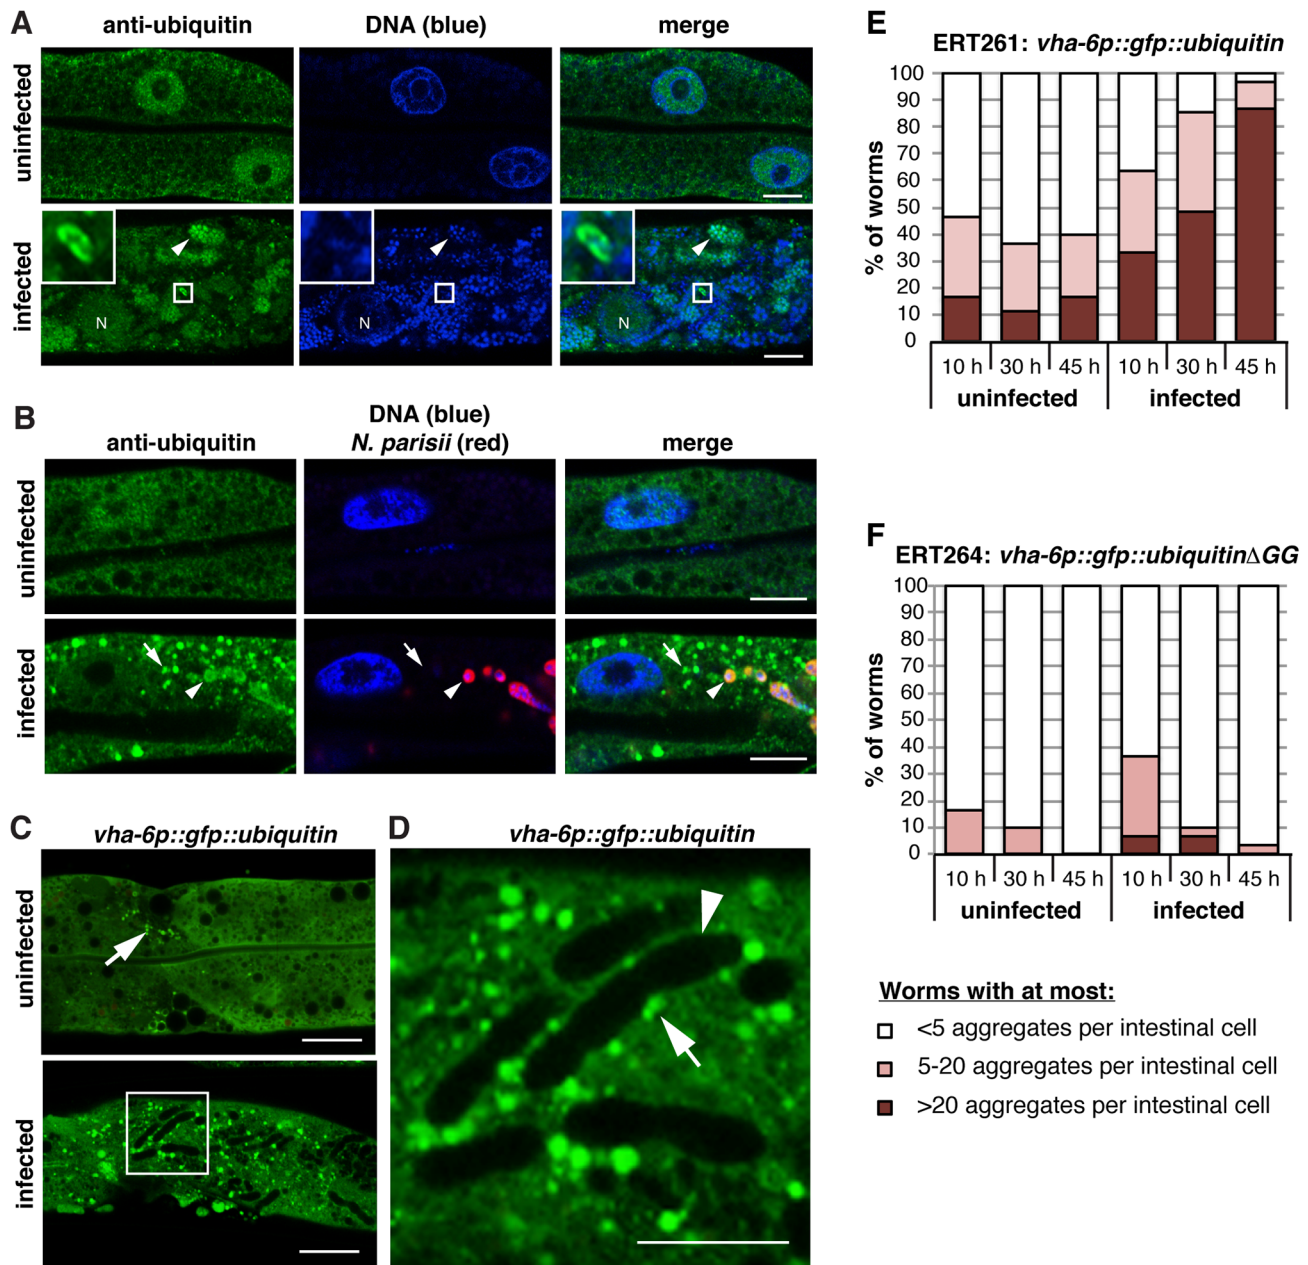 A
anti-ubiquitin
DNA (blue)
merge
uninfected
infected
N
N
N
B
anti-ubiquitin
DNA (blue)
N. parisii (red)
merge
uninfected
infected
C
vha-6p::gfp::ubiquitin
uninfected
infected
D
vha-6p::gfp::ubiquitin
E
ERT261: vha-6p::gfp::ubiquitin
% of worms
100
90
80
70
60
50
40
30
20
10
0
10 h 30 h 45 h 10 h 30 h 45 h
uninfected infected
F
ERT264: vha-6p::gfp::ubiquitinΔGG
% of worms
100
90
80
70
60
50
40
30
20
10
0
10 h 30 h 45 h 10 h 30 h 45 h
uninfected infected
Worms with at most:
<5 aggregates per intestinal cell
5-20 aggregates per intestinal cell
>20 aggregates per intestinal cell